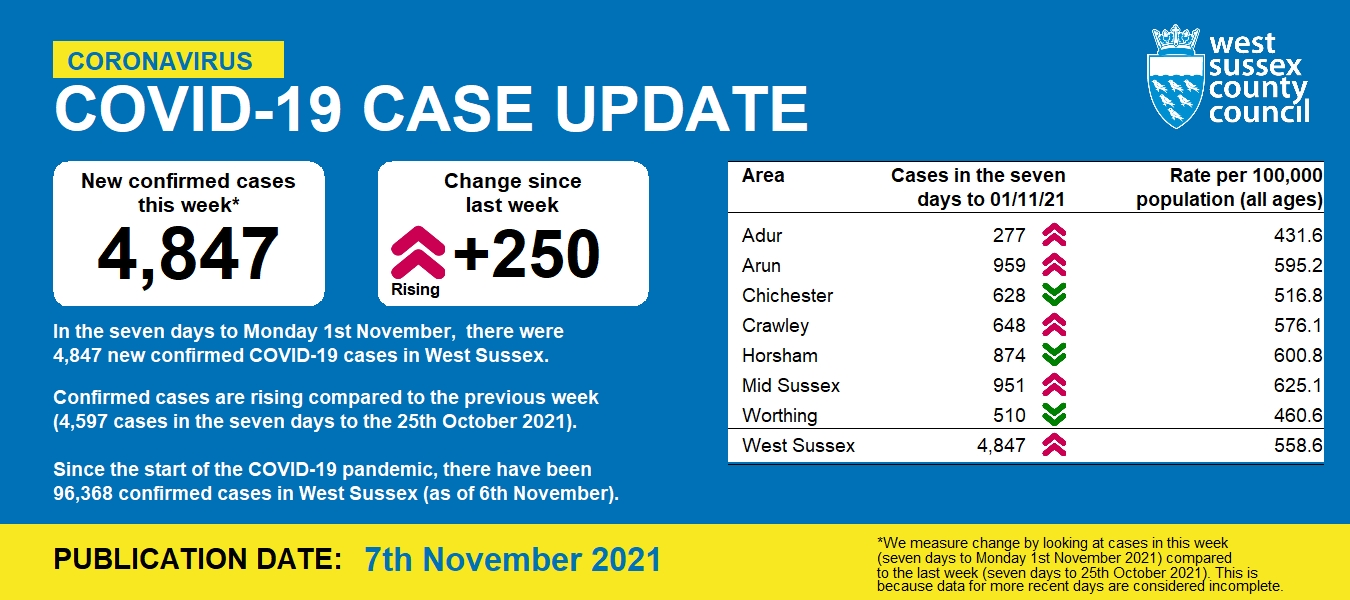 CORONAVIRUS
COVID-19 CASE UPDATE
west
sussex
county
council
New confirmed cases
this week*
4,847
Change since
last week
+250
Rising
In the seven days to Monday 1st November, there were
4,847 new confirmed COVID-19 cases in West Sussex.
Confirmed cases are rising compared to the previous week
(4,597 cases in the seven days to the 25th October 2021).
Since the start of the COVID-19 pandemic, there have been
96,368 confirmed cases in West Sussex (as of 6th November).
Area Cases in the seven Rate per 100,000
days to 01/11/21 population (all ages)
Adur 277 431.6
Arun 959 595.2
Chichester 628 516.8
Crawley 648 576.1
Horsham 874 600.8
Mid Sussex 951 625.1
Worthing 510 460.6
West Sussex 4,847 558.6
PUBLICATION DATE: 7th November 2021
*We measure change by looking at cases in this week
(seven days to Monday 1st November 2021) compared
to the last week (seven days to 25th October 2021). This is
because data for more recent days are considered incomplete.